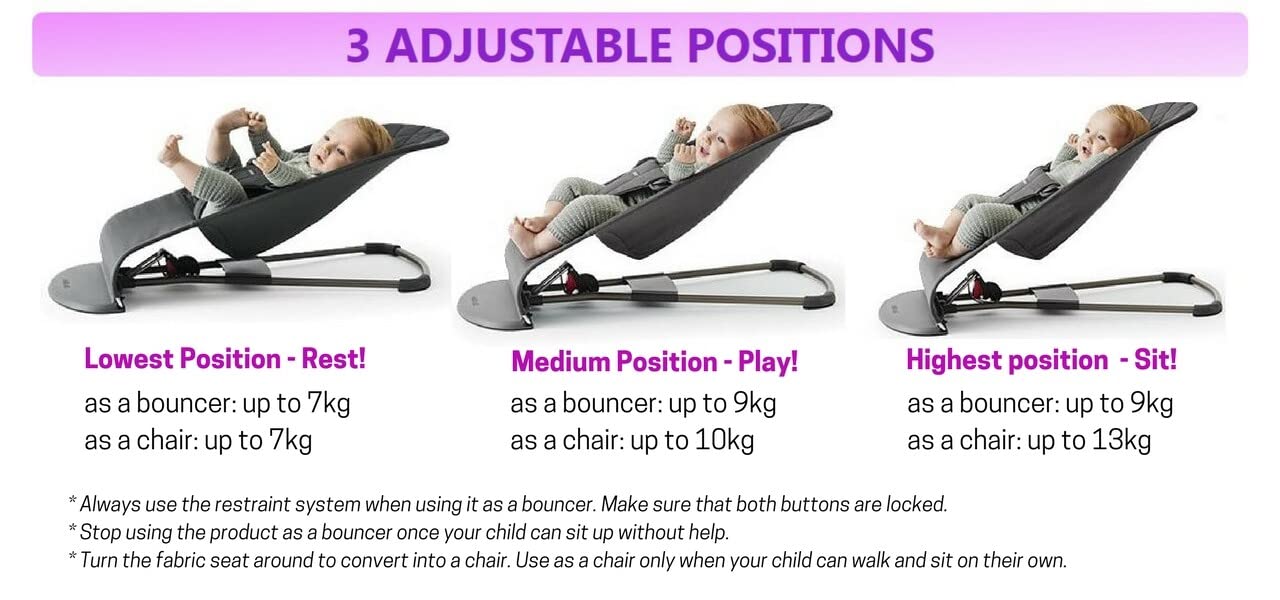 3 ADJUSTABLE POSITIONS
Lowest Position - Rest!
as a bouncer: up to 7kg
as a chair: up to 7kg
Medium Position - Play!
as a bouncer: up to 9kg
as a chair: up to 10kg
Highest position - Sit!
as a bouncer: up to 9kg
as a chair: up to 13kg
* Always use the restraint system when using it as a bouncer. Make sure that both buttons are locked.
* Stop using the product as a bouncer once your child can sit up without help.
* Turn the fabric seat around to convert into a chair. Use as a chair only when your child can walk and sit on their own.